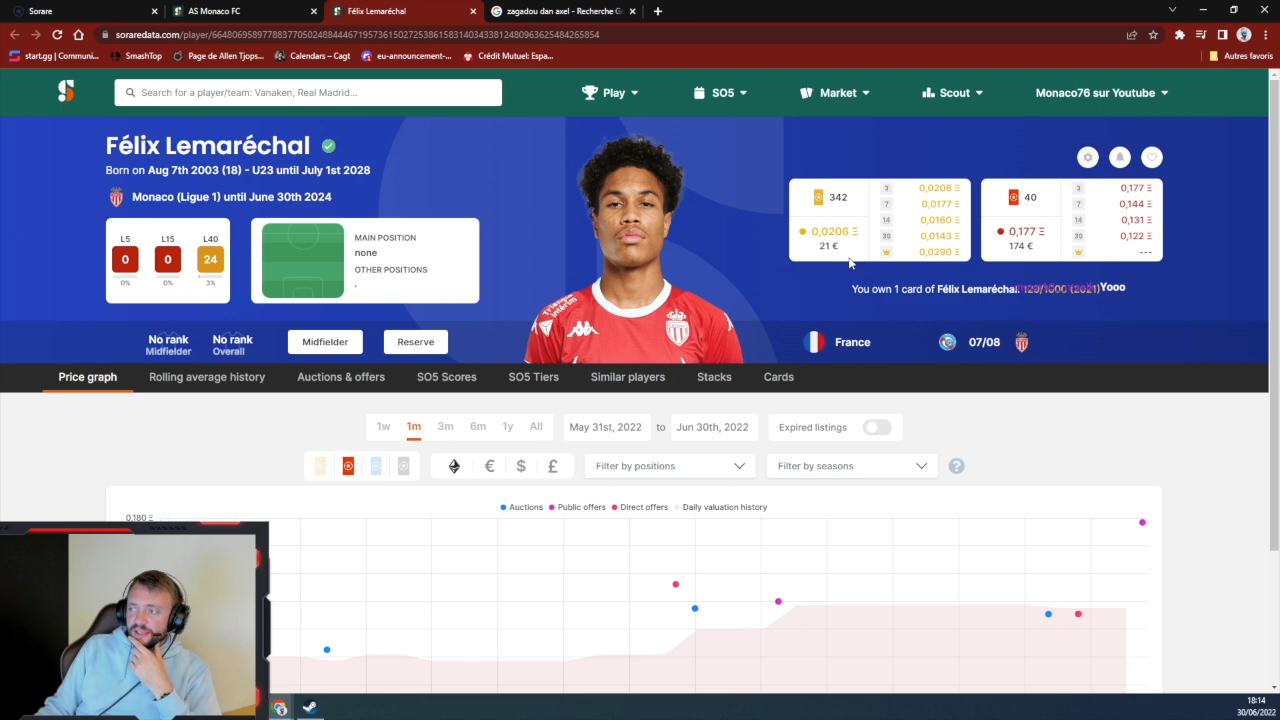 Sorare
AS Monaco FC
Félix Lemaréchal
zagadou dan axel - Recherche G
soraredata.com/player/66480695897788377050248844467195736150272538615831403433812480963625484265854
start.gg | Communi...
SmashTop
Page de Allen Tjops...
Calendars – Cagt
eu-announcement-...
Crédit Mutuel: Espa...
Autres favoris
Search for a player/team: Vanaken, Real Madrid...
Play
SO5
Market
Scout
Monaco76 sur Youtube
Félix Lemaréchal
Born on Aug 7th 2003 (18) - U23 until July 1st 2028
Monaco (Ligue 1) until June 30th 2024
L5
L15
L40
0
0
24
0%
0%
3%
MAIN POSITION
none
OTHER POSITIONS
,
342
0,0206 Ξ
21 €
3 0,0206 Ξ
7 0,0177 Ξ
14 0,0160 Ξ
30 0,0143 Ξ
0,0290 Ξ
40
0,177 Ξ
174 €
3 0,177 Ξ
7 0,144 Ξ
14 0,131 Ξ
30 0,122 Ξ
---
You own 1 card of Félix Lemaréchal. 129/1000 (2021)
Yooo
No rank
Midfielder
No rank
Overall
Midfielder
Reserve
France
07/08
Price graph
Rolling average history
Auctions & offers
SO5 Scores
SO5 Tiers
Similar players
Stacks
Cards
1w
1m
3m
6m
1y
All
May 31st, 2022
to
Jun 30th, 2022
Expired listings
€
$
£
Filter by positions
Filter by seasons
?
Auctions
Public offers
Direct offers
Daily valuation history
0,180 Ξ
18:14
30/06/2022